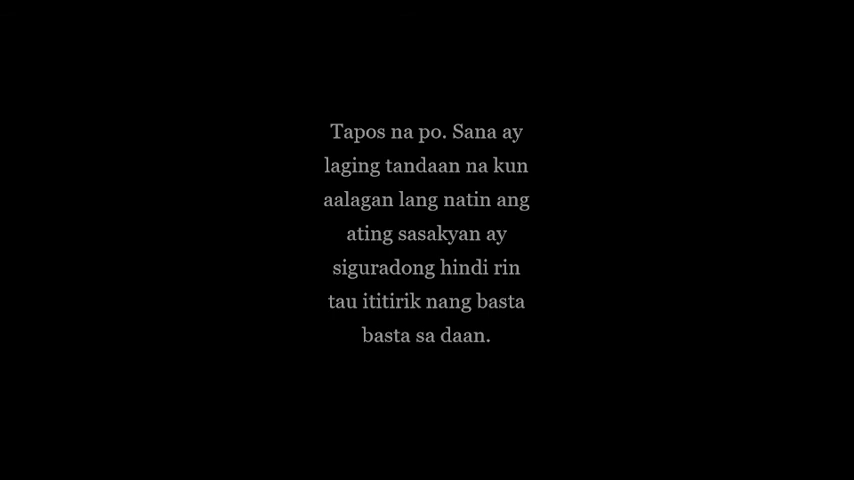 Tapos na po. Sana ay
laging tandaan na kun
aalagan lang natin ang
ating sasakyan ay
siguradong hindi rin
tau ititirik nang basta
basta sa daan.